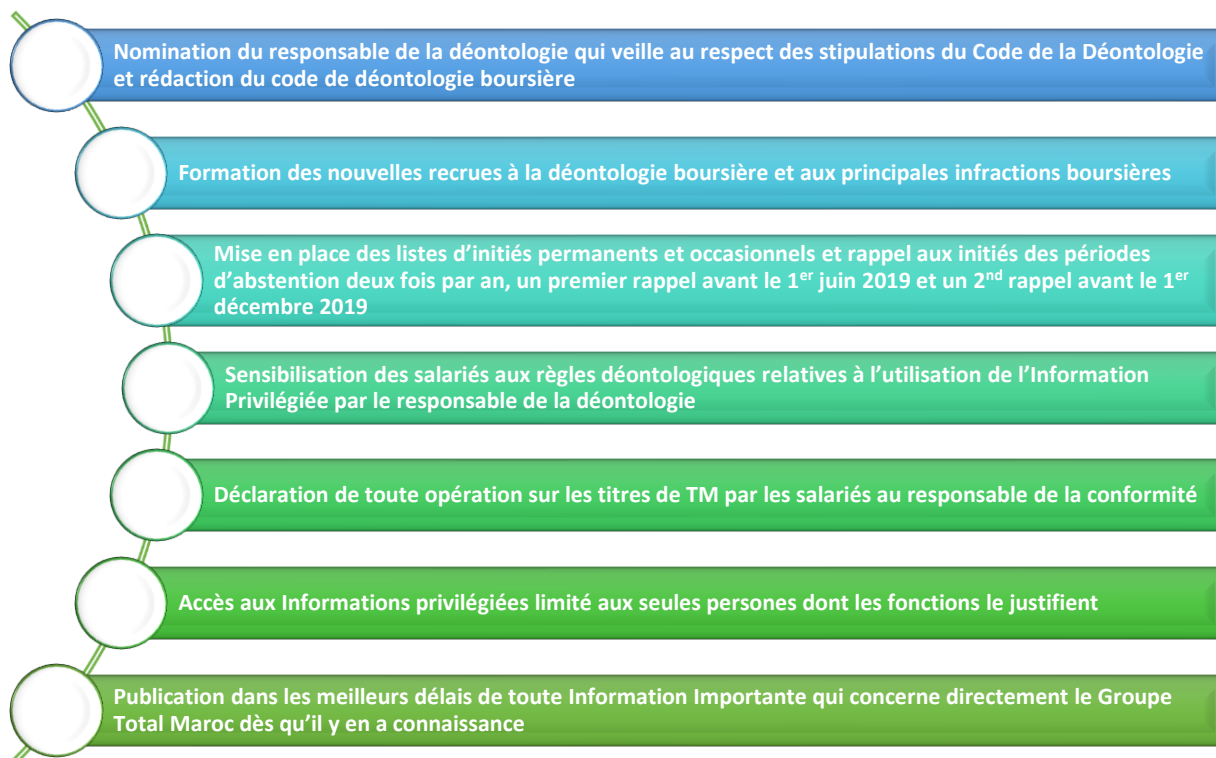 Nomination du responsable de la déontologie qui veille au respect des stipulations du Code de la Déontologie
et rédaction du code de déontologie boursière
Formation des nouvelles recrues à la déontologie boursière et aux principales infractions boursières
Mise en place des listes d’initiés permanents et occasionnels et rappel aux initiés des périodes
d’abstention deux fois par an, un premier rappel avant le 1er juin 2019 et un 2nd rappel avant le 1er
décembre 2019
Sensibilisation des salariés aux règles déontologiques relatives à l’utilisation de l’Information
Privilégiée par le responsable de la déontologie
Déclaration de toute opération sur les titres de TM par les salariés au responsable de la conformité
Accès aux Informations privilégiées limité aux seules persones dont les fonctions le justifient
Publication dans les meilleurs délais de toute Information Importante qui concerne directement le Groupe
Total Maroc dès qu’il y en a connaissance